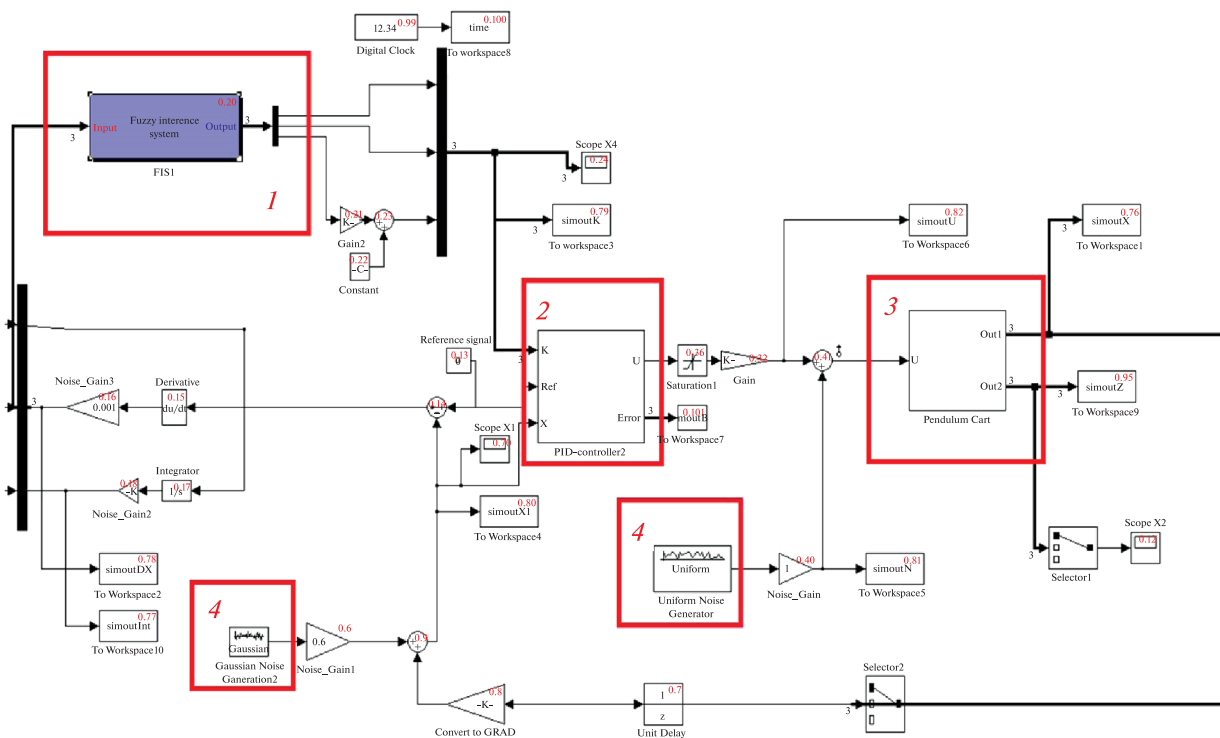 0.99
12.34
Digital Clock
0.100
time
To workspace8
0.20
Input
Fuzzy interence
system
Output
3
3
FIS1
1
3
Scope X4
0.24
3
0.79
simoutK
3
To workspace3
0.21
K-
Gain2
0.23
++
0.22
-C-
Constant
0.82
simoutU
To Workspace6
0.76
simoutX
3
To Workspace1
2
K
3
Ref
X
U
Error
3
PID-controller2
Reference signal
0.13
0.36
Saturation1
K-
0.32
Gain
0.101
moutB
To Workspace7
0.41
++
3
U
Out1
3
Out2
3
Pendulum Cart
0.95
simoutZ
3
To Workspace9
Noise_Gain3
0.16
0.001
3
Derivative
0.15
du/dt
0.14
Scope X1
0.70
Integrator
1/s
0.17
0.18
-K
Noise_Gain2
0.80
simoutX1
To Workspace4
0.78
simoutDX
To Workspace2
0.77
simoutInt
To Workspace10
4
Gaussian
Gaussian Noise
Ganeration2
0.6
0.6
Noise_Gain1
0.9
++
4
Uniform
Uniform Noise
Generator
0.40
1
Noise_Gain
0.81
simoutN
To Workspace5
3
Selector1
Scope X2
0.12
0.8
-K-
Convert to GRAD
0.7
1
z
Unit Delay
Selector2
3